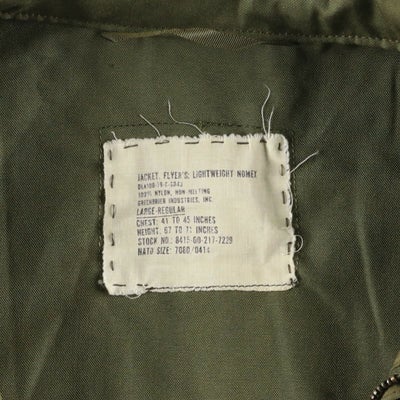 JACKET, FLYER'S, LIGHTWEIGHT NOMEX
100% NYLON, NON-MELTING
GREENBRIER INDUSTRIES, INC.
LARGE-REGULAR
CHEST: 41 TO 45 INCHES
HEIGHT: 67 TO 71 INCHES
STOCK NO.: 8415-00-217-7229
NATO SIZE: 7080/0414